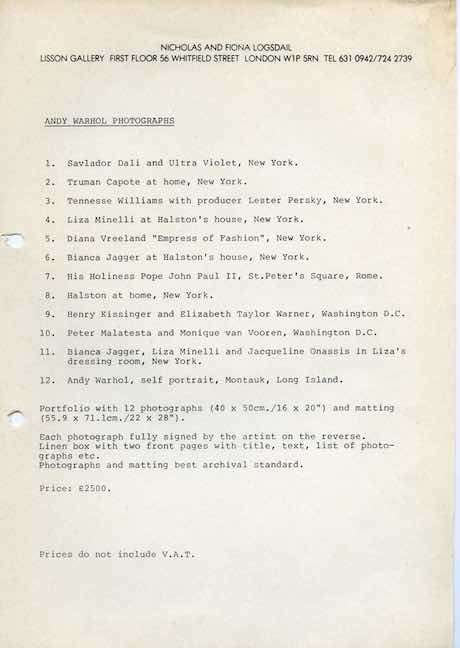 NICHOLAS AND FIONA LOGSDAIL
LISSON GALLERY FIRST FLOOR 56 WHITFIELD STREET LONDON W1P 5RN TEL 631 0942/724 2739
ANDY WARHOL PHOTOGRAPHS
1. Savlador Dali and Ultra Violet, New York.
2. Truman Capote at home, New York.
3. Tennesse Williams with producer Lester Persky, New York.
4. Liza Minelli at Halston's house, New York.
5. Diana Vreeland "Empress of Fashion", New York.
6. Bianca Jagger at Halston's house, New York.
7. His Holiness Pope John Paul II, St.Peter's Square, Rome.
8. Halston at home, New York.
9. Henry Kissinger and Elizabeth Taylor Warner, Washington D.C.
10. Peter Malatesta and Monique van Vooren, Washington D.C.
11. Bianca Jagger, Liza Minelli and Jacqueline Onassis in Liza's
dressing room, New York.
12. Andy Warhol, self portrait, Montauk, Long Island.
Portfolio with 12 photographs (40 x 50cm./16 x 20") and matting
(55.9 x 71.1cm./22 x 28").
Each photograph fully signed by the artist on the reverse.
Linen box with two front pages with title, text, list of photo-
graphs etc.
Photographs and matting best archival standard.
Price: £2500.
Prices do not include V.A.T.